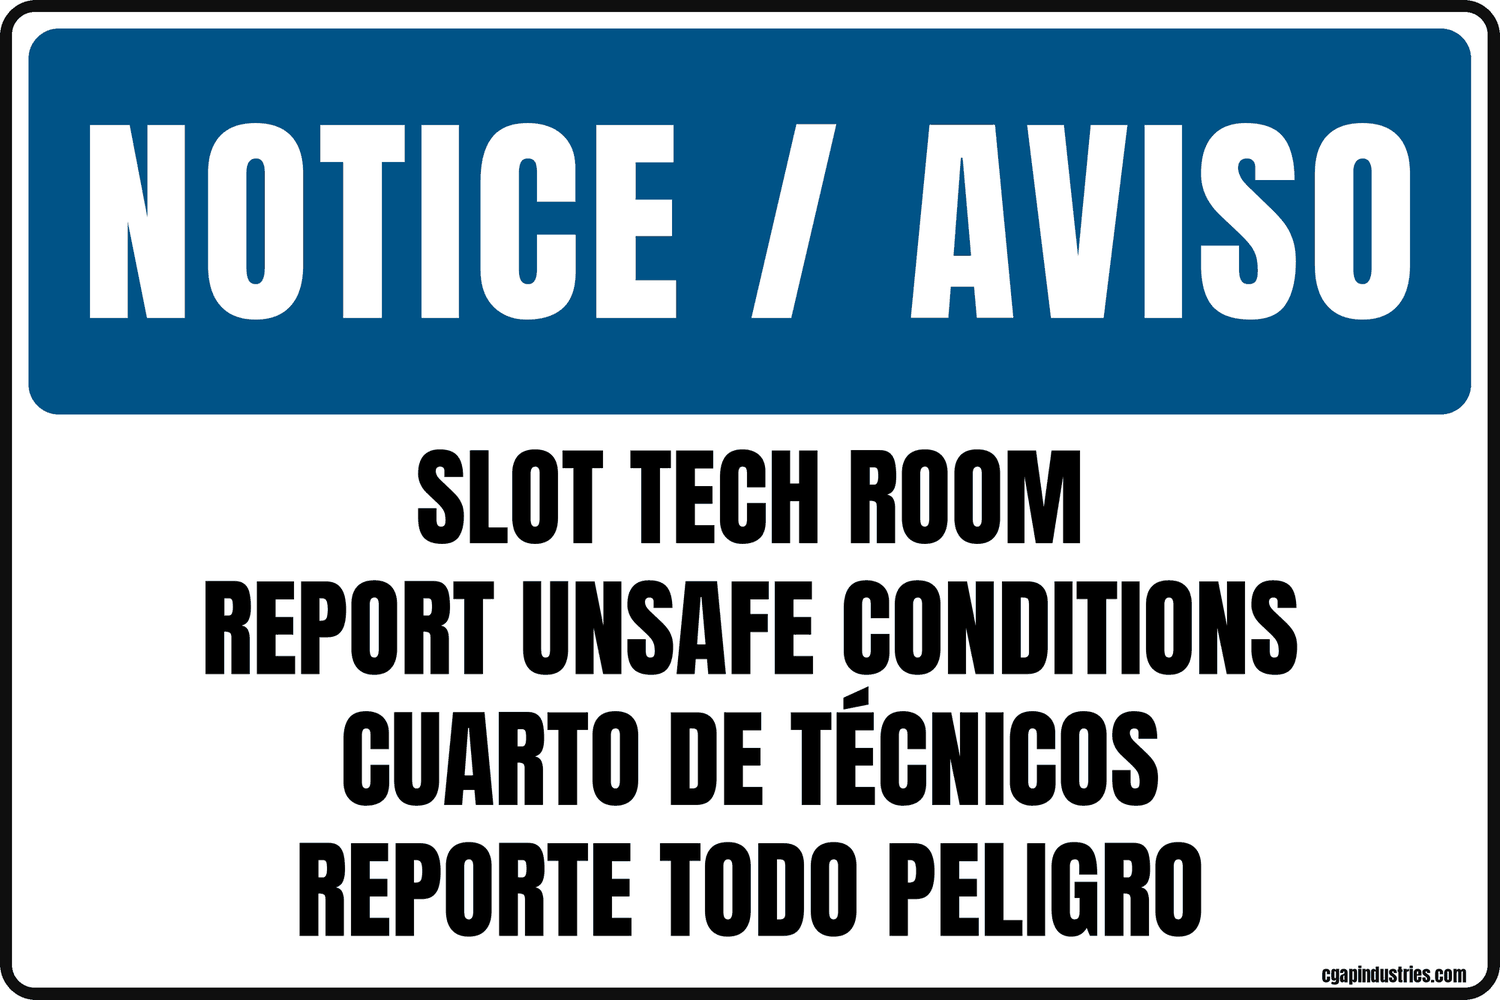 NOTICE / AVISO
SLOT TECH ROOM
REPORT UNSAFE CONDITIONS
CUARTO DE TÉCNICOS
REPORTE TODO PELIGRO
cgapindustries.com